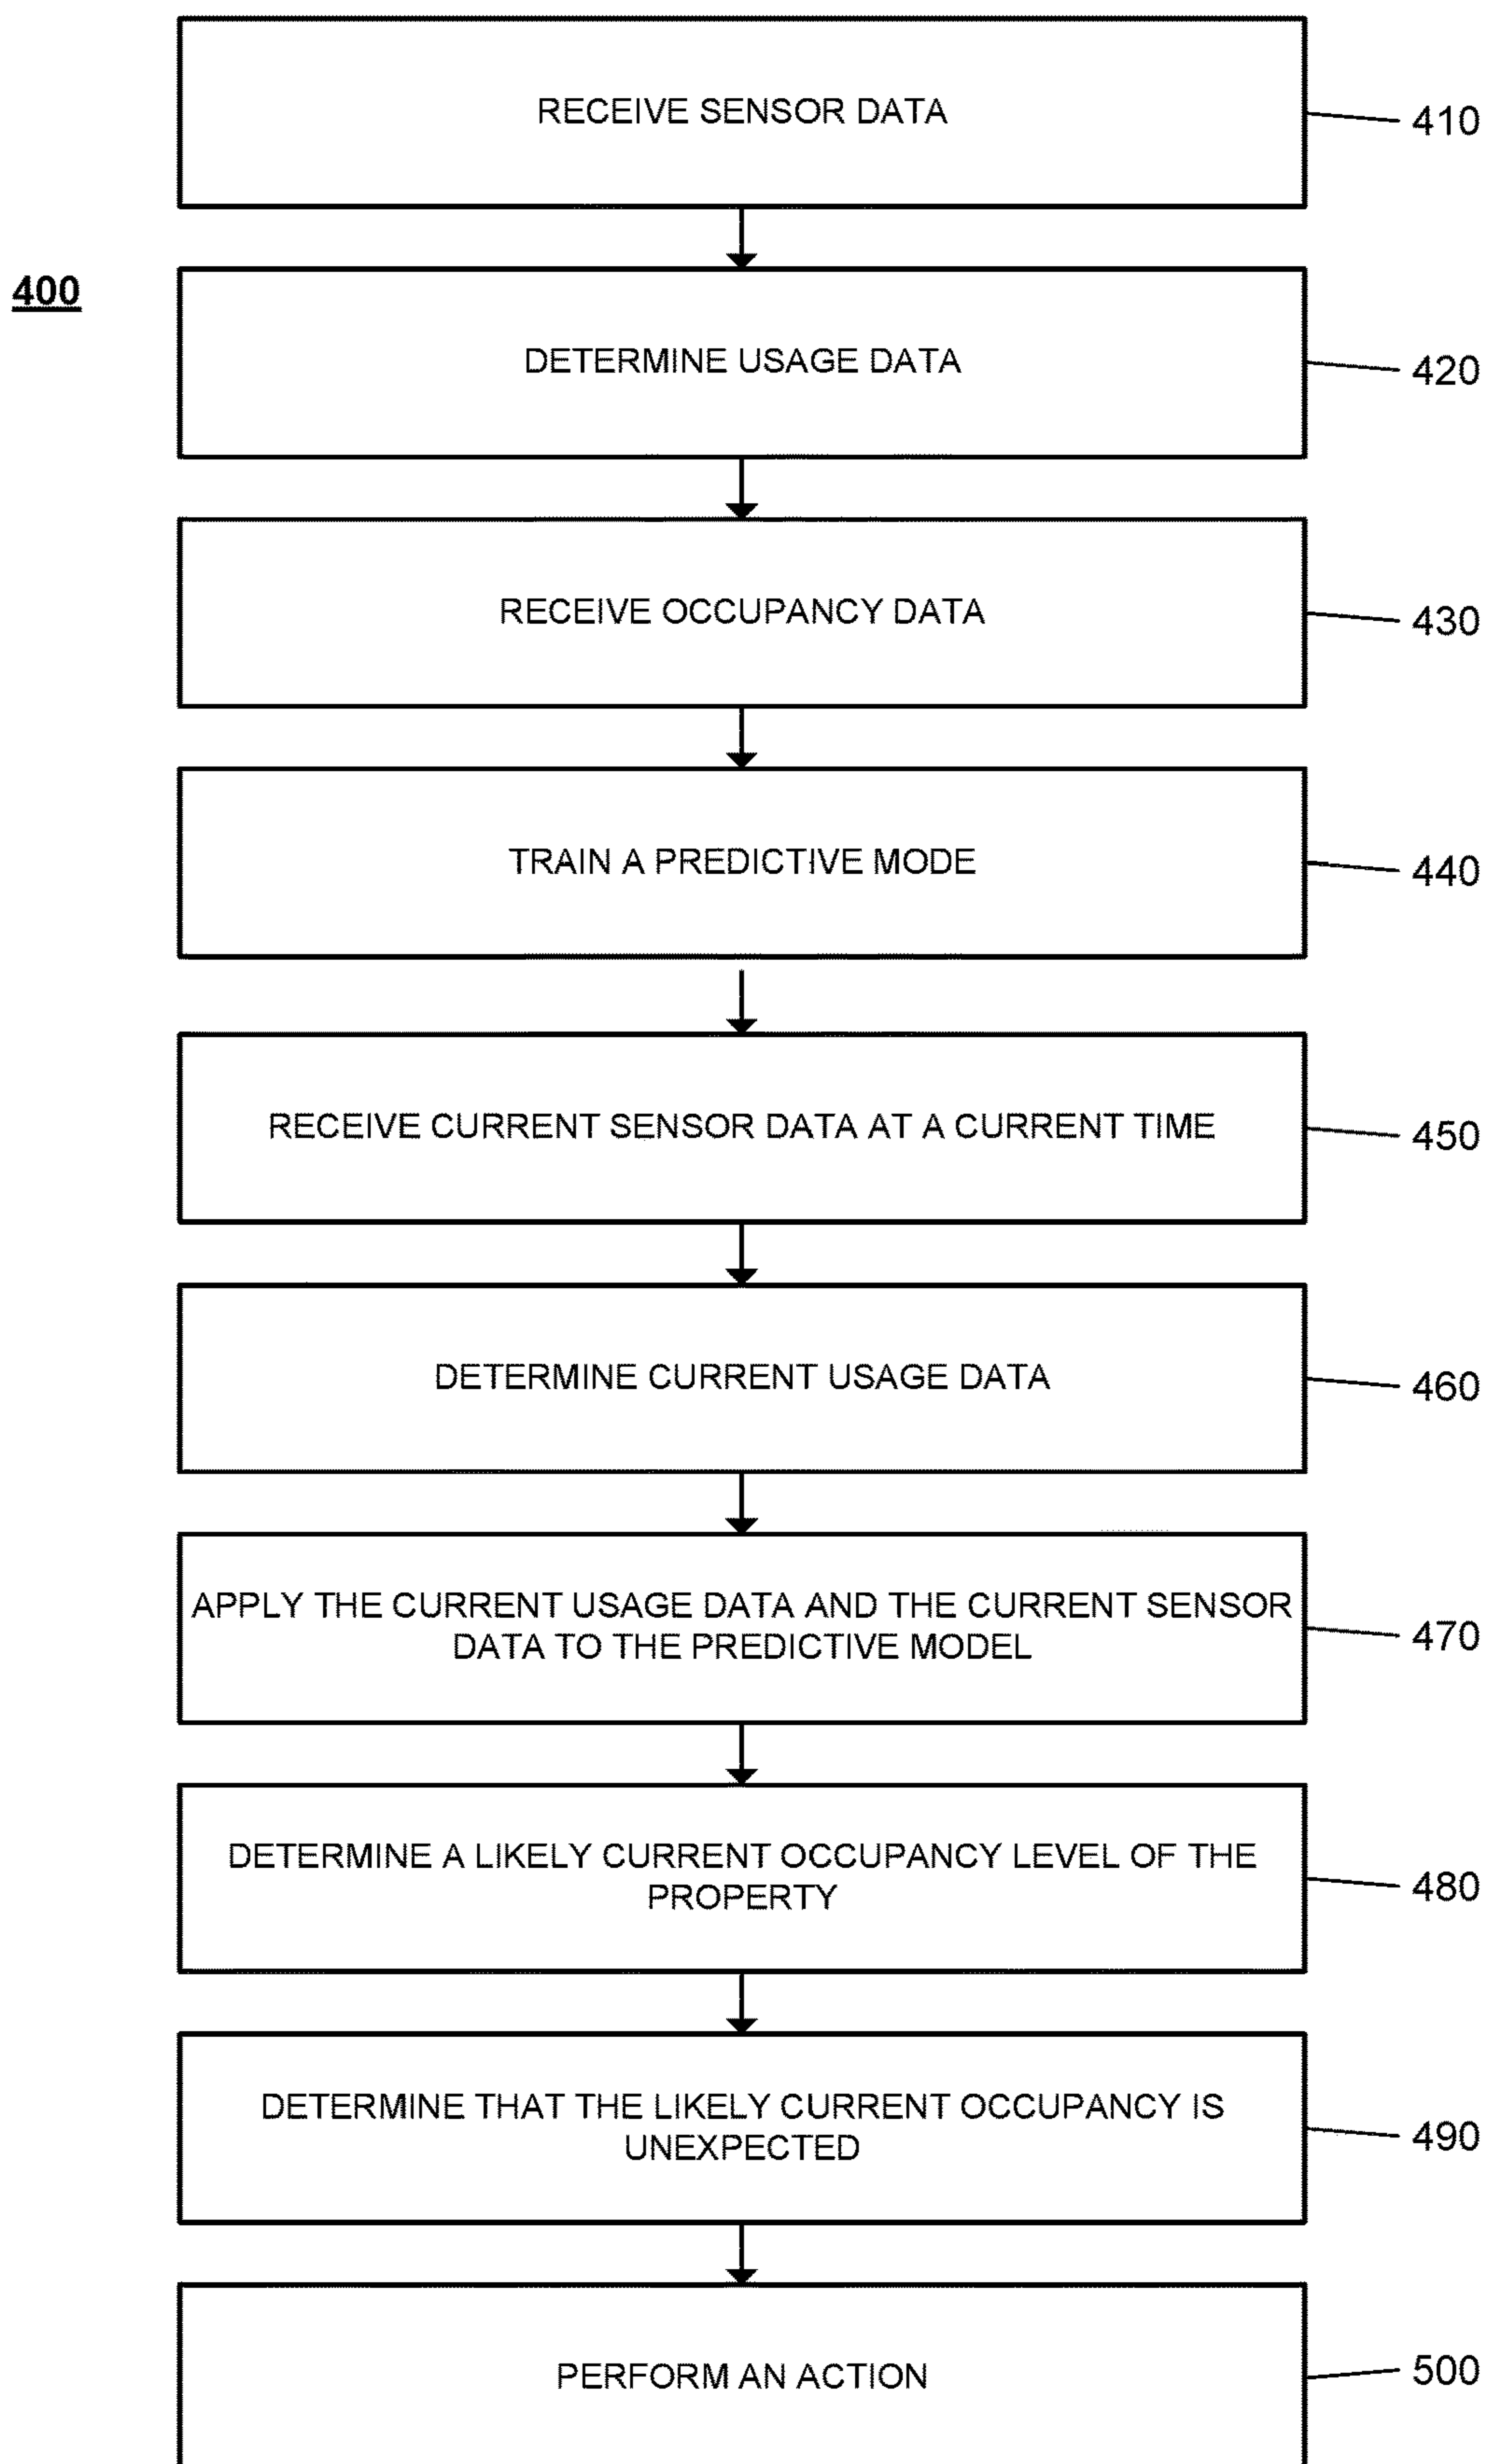 RECEIVE SENSOR DATA
410
400
DETERMINE USAGE DATA
420
RECEIVE OCCUPANCY DATA
430
TRAIN A PREDICTIVE MODE
440
RECEIVE CURRENT SENSOR DATA AT A CURRENT TIME
450
DETERMINE CURRENT USAGE DATA
460
APPLY THE CURRENT USAGE DATA AND THE CURRENT SENSOR
DATA TO THE PREDICTIVE MODEL
470
DETERMINE A LIKELY CURRENT OCCUPANCY LEVEL OF THE
PROPERTY
480
DETERMINE THAT THE LIKELY CURRENT OCCUPANCY IS
UNEXPECTED
490
PERFORM AN ACTION
500